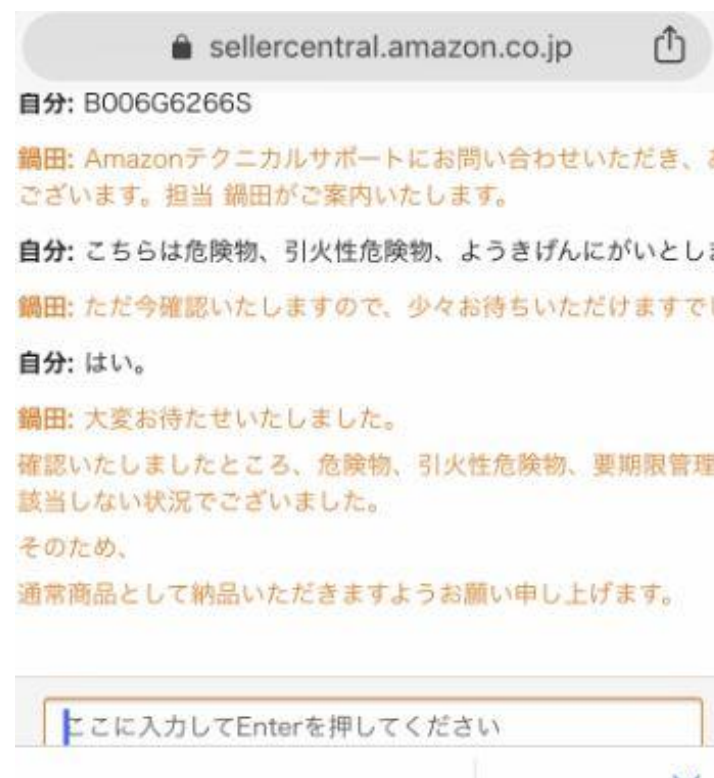 sellercentral.amazon.co.jp
自分: B006G6266S
鍋田: Amazonテクニカルサポートにお問い合わせいただき、
ございます。担当 鍋田がご案内いたします。
自分: こちらは危険物、引火性危険物、ようきげんにがいとし
鍋田: ただ今確認いたしますので、少々お待ちいただけますで
自分: はい。
鍋田: 大変お待たせいたしました。
確認いたしましたところ、危険物、引火性危険物、要期限管理
該当しない状況でございました。
そのため、
通常商品として納品いただきますようお願い申し上げます。
ここに入力してEnterを押してください